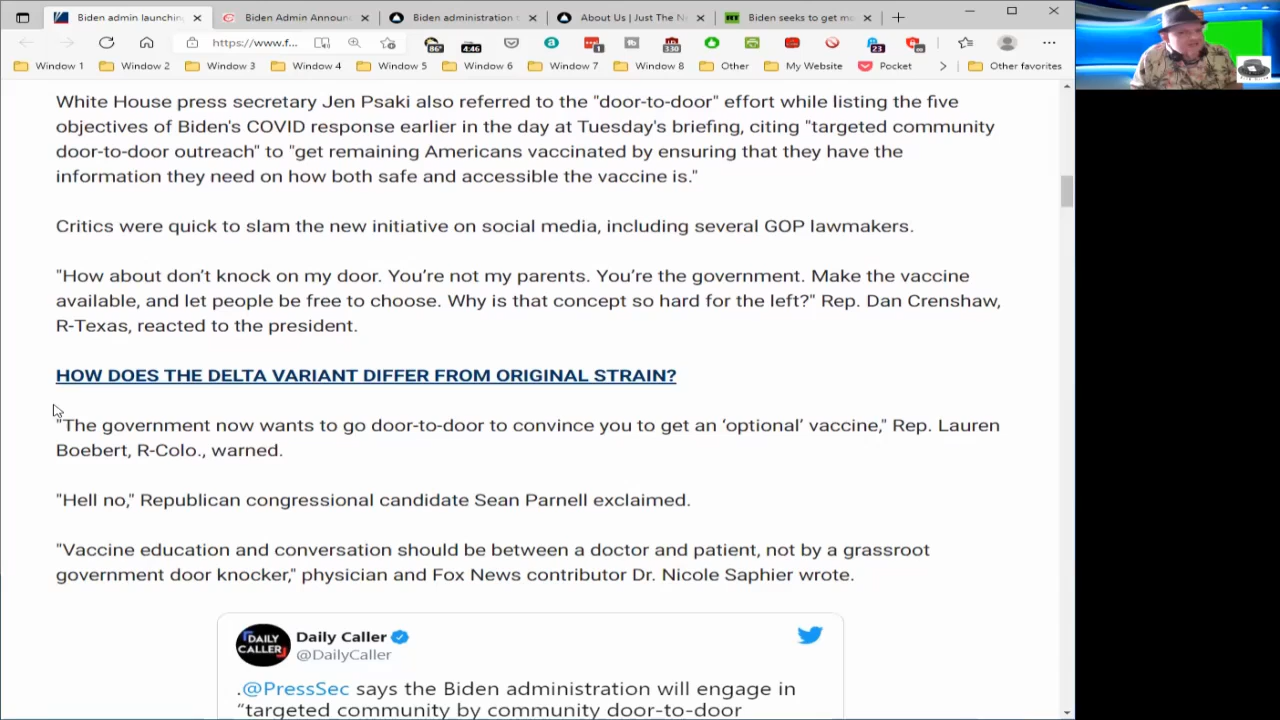 Biden admin launching
Biden Admin Announ
Biden administration
About Us | Just The N
Biden seeks to get m
https://www.f...
86°
4:46
1
330
23
Window 1
Window 2
Window 3
Window 4
Window 5
Window 6
Window 7
Window 8
Other
My Website
Pocket
Other favorites
White House press secretary Jen Psaki also referred to the "door-to-door" effort while listing the five
objectives of Biden's COVID response earlier in the day at Tuesday's briefing, citing "targeted community
door-to-door outreach" to "get remaining Americans vaccinated by ensuring that they have the
information they need on how both safe and accessible the vaccine is."
Critics were quick to slam the new initiative on social media, including several GOP lawmakers.
"How about don’t knock on my door. You’re not my parents. You’re the government. Make the vaccine
available, and let people be free to choose. Why is that concept so hard for the left?" Rep. Dan Crenshaw,
R-Texas, reacted to the president.
HOW DOES THE DELTA VARIANT DIFFER FROM ORIGINAL STRAIN?
"The government now wants to go door-to-door to convince you to get an ‘optional’ vaccine," Rep. Lauren
Boebert, R-Colo., warned.
"Hell no," Republican congressional candidate Sean Parnell exclaimed.
"Vaccine education and conversation should be between a doctor and patient, not by a grassroot
government door knocker," physician and Fox News contributor Dr. Nicole Saphier wrote.
DAILY
CALLER
Daily Caller
@DailyCaller
.@PressSec says the Biden administration will engage in
“targeted community by community door-to-door